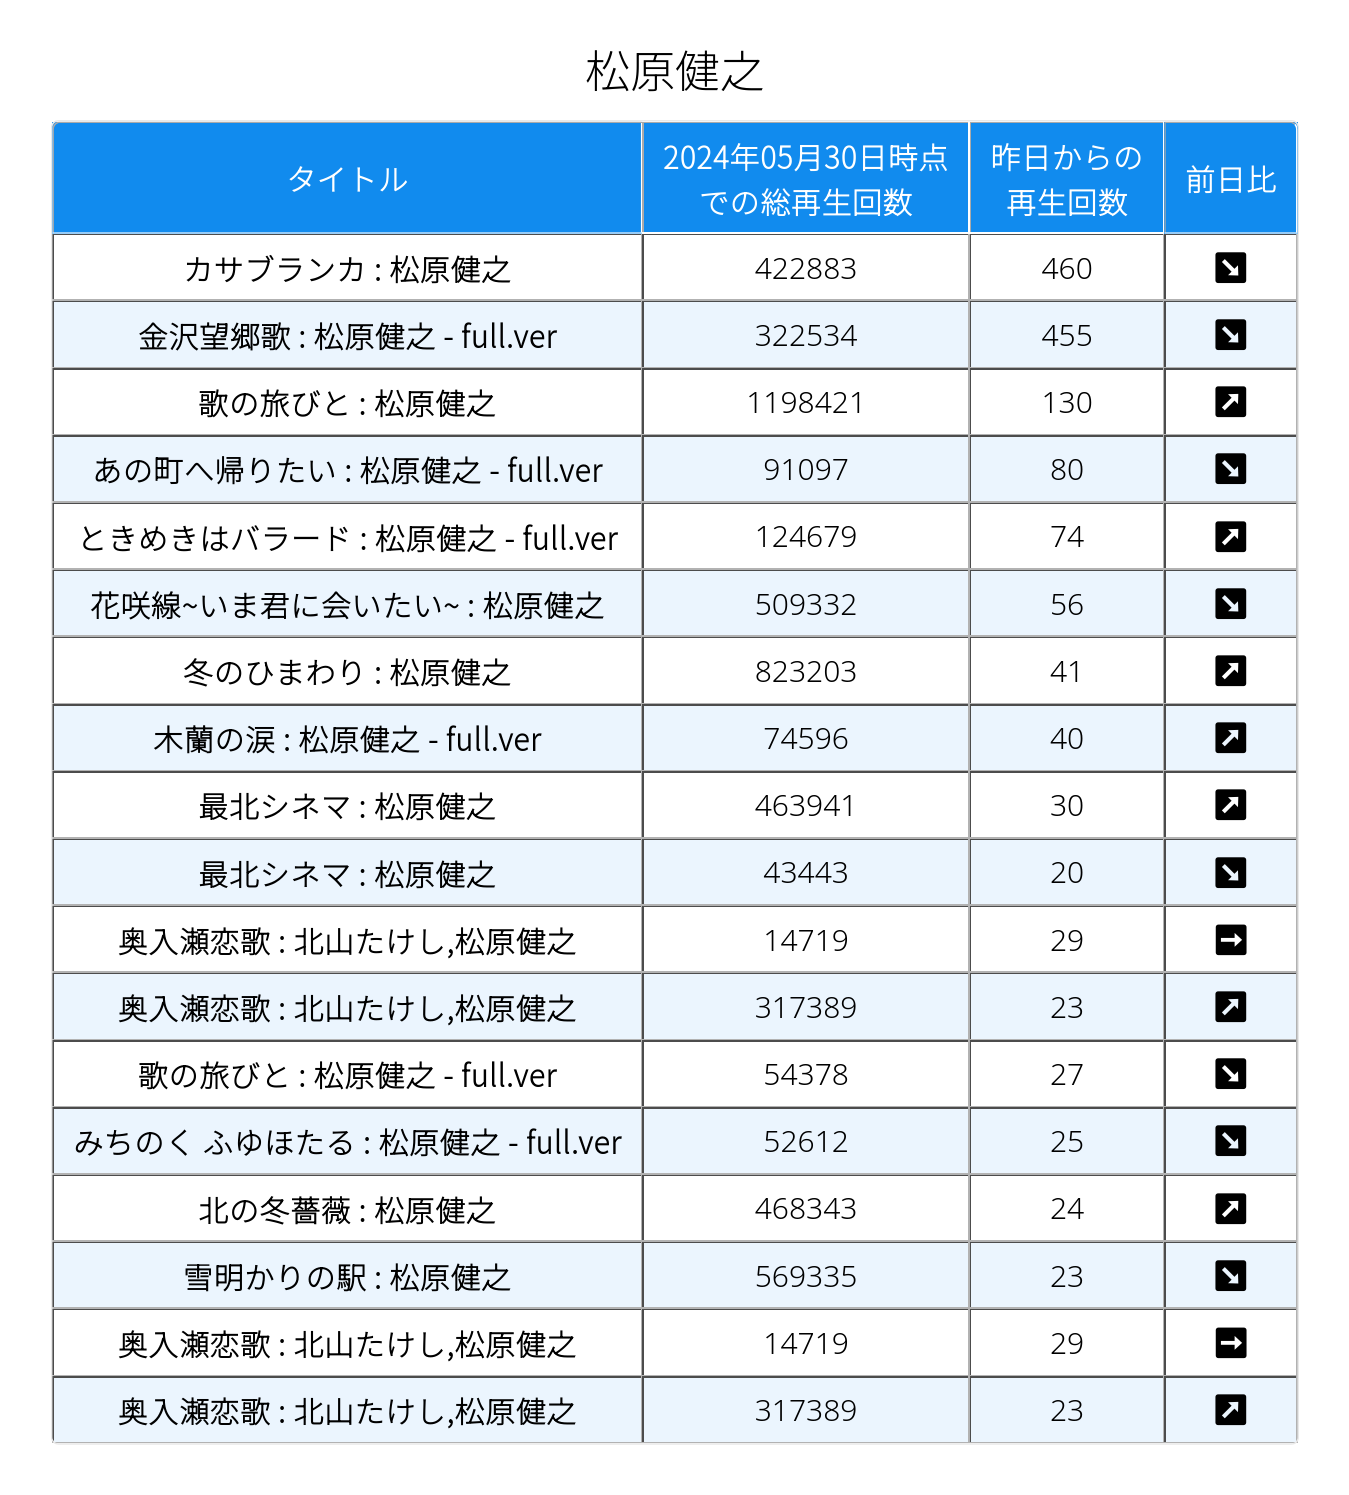 松原健之
タイトル 2024年05月30日時点での総再生回数 昨日からの再生回数 前日比
カサブランカ : 松原健之 422883 460 ↘
金沢望郷歌 : 松原健之 - full.ver 322534 455 ↘
歌の旅びと : 松原健之 1198421 130 ↗
あの町へ帰りたい : 松原健之 - full.ver 91097 80 ↘
ときめきはバラード : 松原健之 - full.ver 124679 74 ↗
花咲線~いま君に会いたい~ : 松原健之 509332 56 ↘
冬のひまわり : 松原健之 823203 41 ↗
木蘭の涙 : 松原健之 - full.ver 74596 40 ↗
最北シネマ : 松原健之 463941 30 ↗
最北シネマ : 松原健之 43443 20 ↘
奥入瀬恋歌 : 北山たけし,松原健之 14719 29 →
奥入瀬恋歌 : 北山たけし,松原健之 317389 23 ↗
歌の旅びと : 松原健之 - full.ver 54378 27 ↘
みちのく ふゆほたる : 松原健之 - full.ver 52612 25 ↘
北の冬薔薇 : 松原健之 468343 24 ↗
雪明かりの駅 : 松原健之 569335 23 ↘
奥入瀬恋歌 : 北山たけし,松原健之 14719 29 →
奥入瀬恋歌 : 北山たけし,松原健之 317389 23 ↗